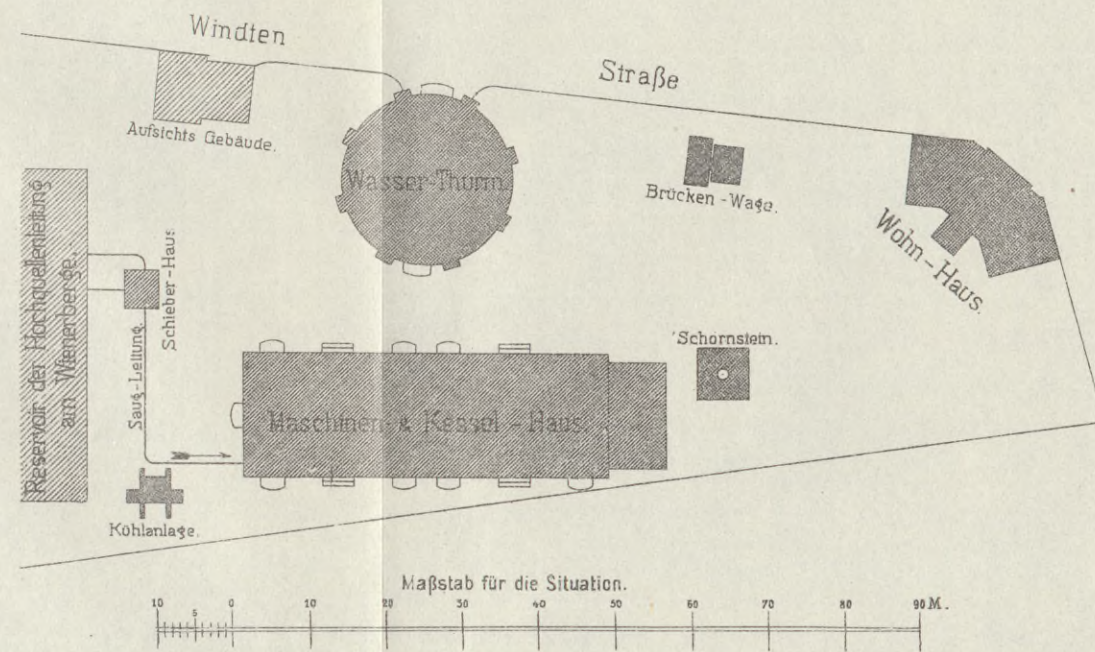 Windten Straße
Aufsichts Gebäude.
Wasser-Thurm.
Brücken-Wage.
Wohn-Haus.
Reservoir der Hochquellenleitung
am Wienerberge.
Schieber-Haus
Saug-Leitung.
Schornstein.
Maschinen- & Kessel-Haus.
Kühlanlage.
Maßstab für die Situation.
10 5 0 10 20 30 40 50 60 70 80 90 M.